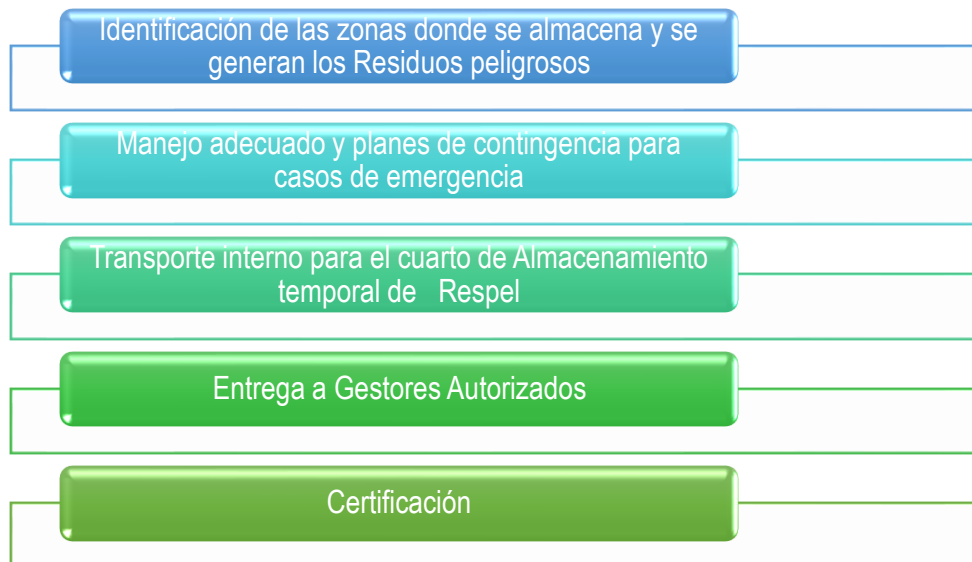 Identificación de las zonas donde se almacena y se
generan los Residuos peligrosos
Manejo adecuado y planes de contingencia para
casos de emergencia
Transporte interno para el cuarto de Almacenamiento
temporal de Respel
Entrega a Gestores Autorizados
Certificación